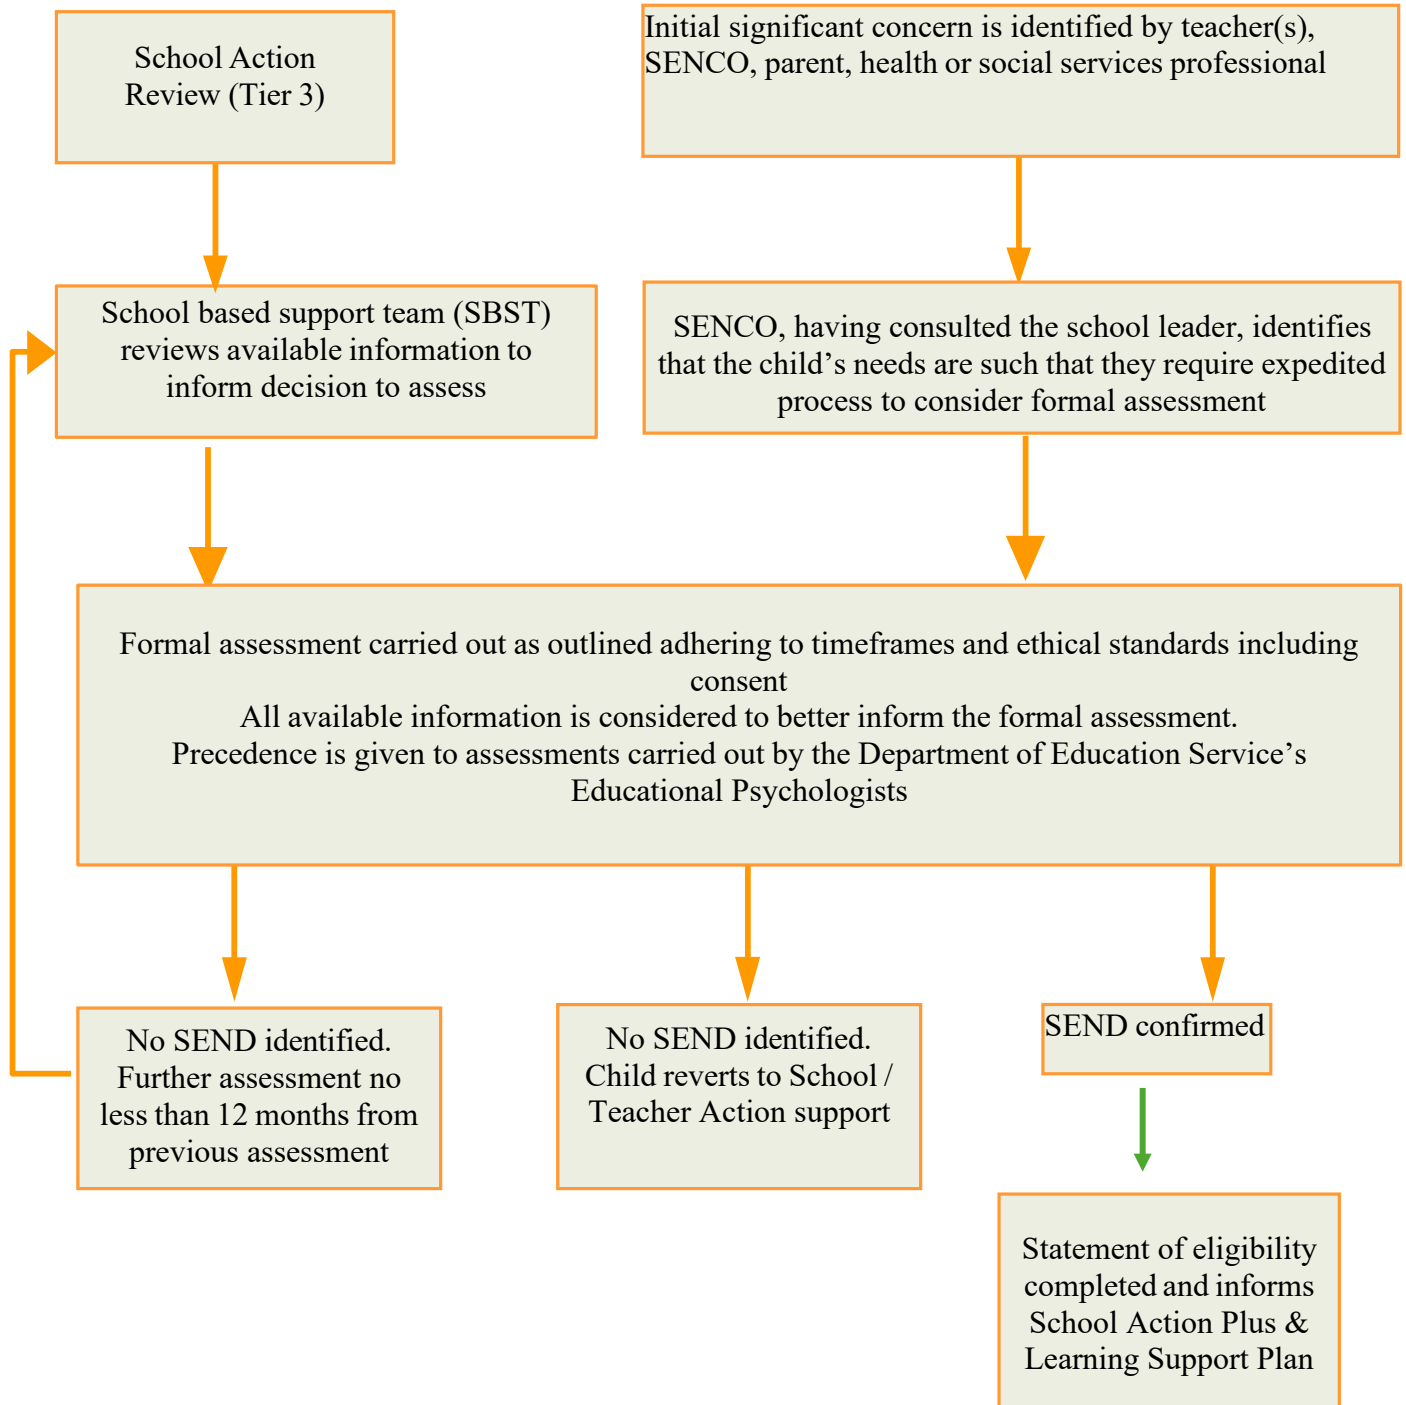 School Action
Review (Tier 3)
Initial significant concern is identified by teacher(s),
SENCO, parent, health or social services professional
School based support team (SBST)
reviews available information to
inform decision to assess
SENCO, having consulted the school leader, identifies
that the child’s needs are such that they require expedited
process to consider formal assessment
Formal assessment carried out as outlined adhering to timeframes and ethical standards including
consent
All available information is considered to better inform the formal assessment.
Precedence is given to assessments carried out by the Department of Education Service’s
Educational Psychologists
No SEND identified.
Further assessment no
less than 12 months from
previous assessment
No SEND identified.
Child reverts to School /
Teacher Action support
SEND confirmed
Statement of eligibility
completed and informs
School Action Plus &
Learning Support Plan